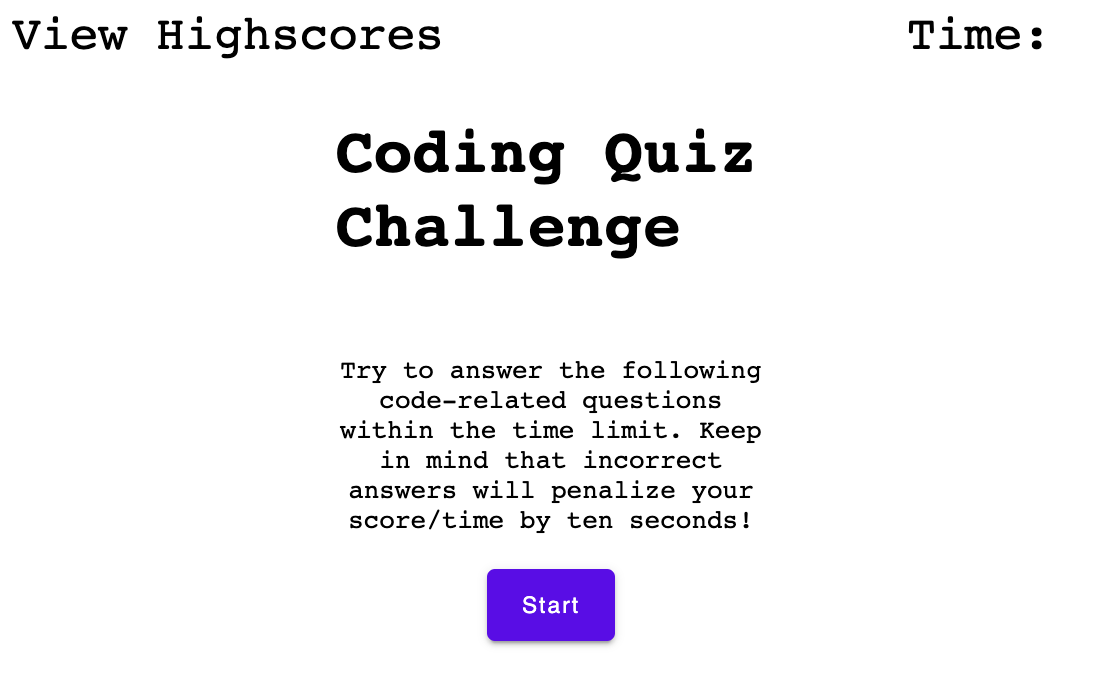 View Highscores
Time:
Coding Quiz
Challenge
Try to answer the following
code-related questions
within the time limit. Keep
in mind that incorrect
answers will penalize your
score/time by ten seconds!
Start